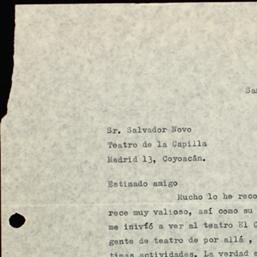 Sa
Sr. Salvador Novo
Teatro de la Capilla
Madrid 13, Coyoacán.
Estimado amigo
Mucho lo he reco
rece muy valioso, así como su
me inivió a ver al teatro El C
gente de teatro de por allá ,
timas actividades. La verdad e